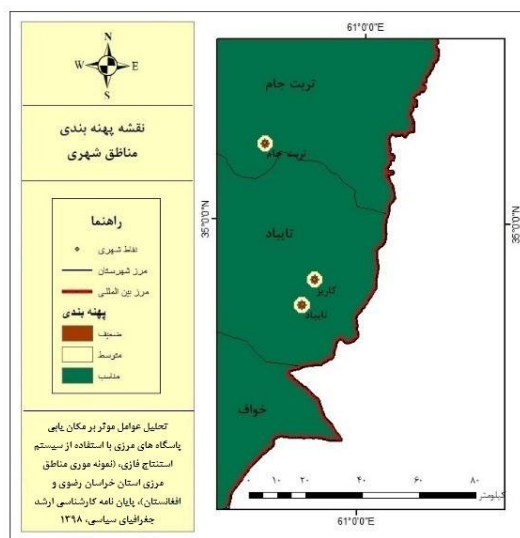 N
W E
S
نقشه پهنه بندی
مناطق شهری
راهنما
نقاط شهری
مرز شهرستان
مرز بین المللی
پهنه بندی
ضعیف
متوسط
مناسب
تحلیل عوامل موثر بر مکان یابی
پاسگاه های مرزی با استفاده از سیستم
استنتاج فازی، (نمونه موری مناطق
مرزی استان خراسان رضوی و
افغانستان)، پایان نامه کارشناسی ارشد
جغرافیای سیاسی، ۱۳۹۸
61°0'0"E
تربت جام
تربت جام
35°0'0"N
35°0'0"N
تایباد
کاریز
تایباد
خواف
۰ ۱۰ ۲۰ ۴۰ ۶۰ ۸۰
کیلومتر
61°0'0"E